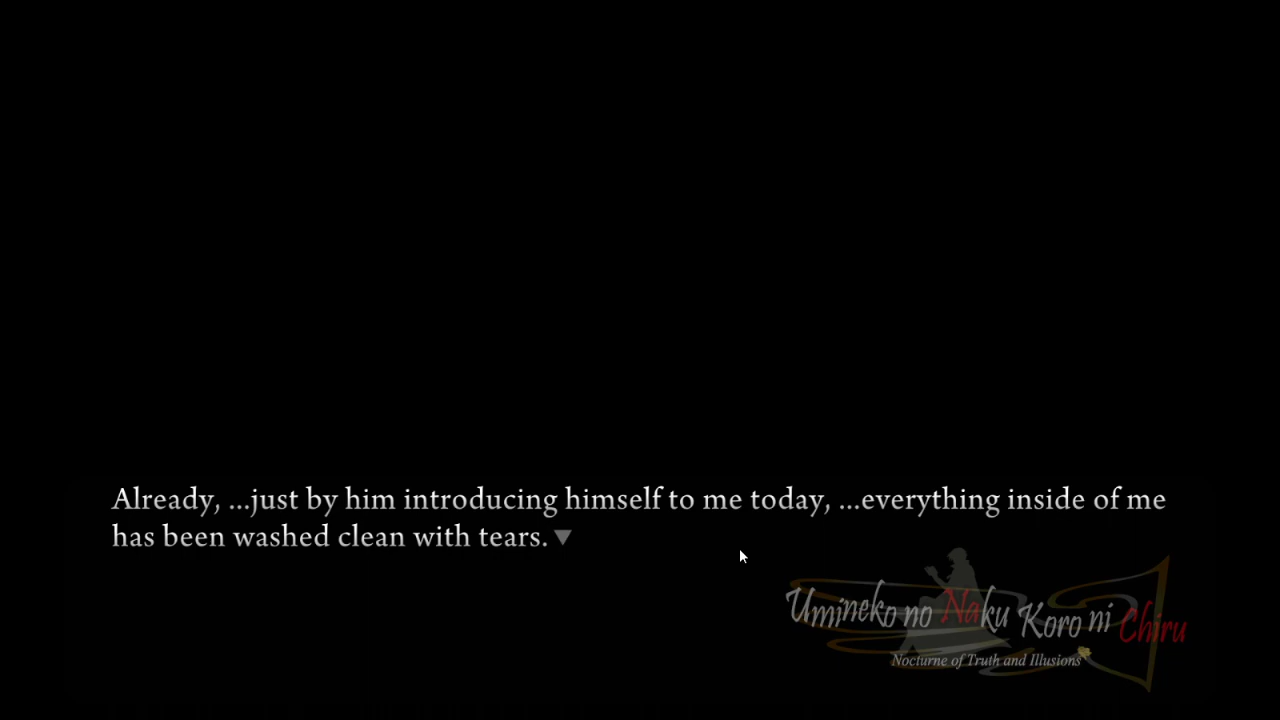 Already, ...just by him introducing himself to me today, ...everything inside of me
has been washed clean with tears.
Umineko no Naku Koro ni Chiru
Nocturne of Truth and Illusions